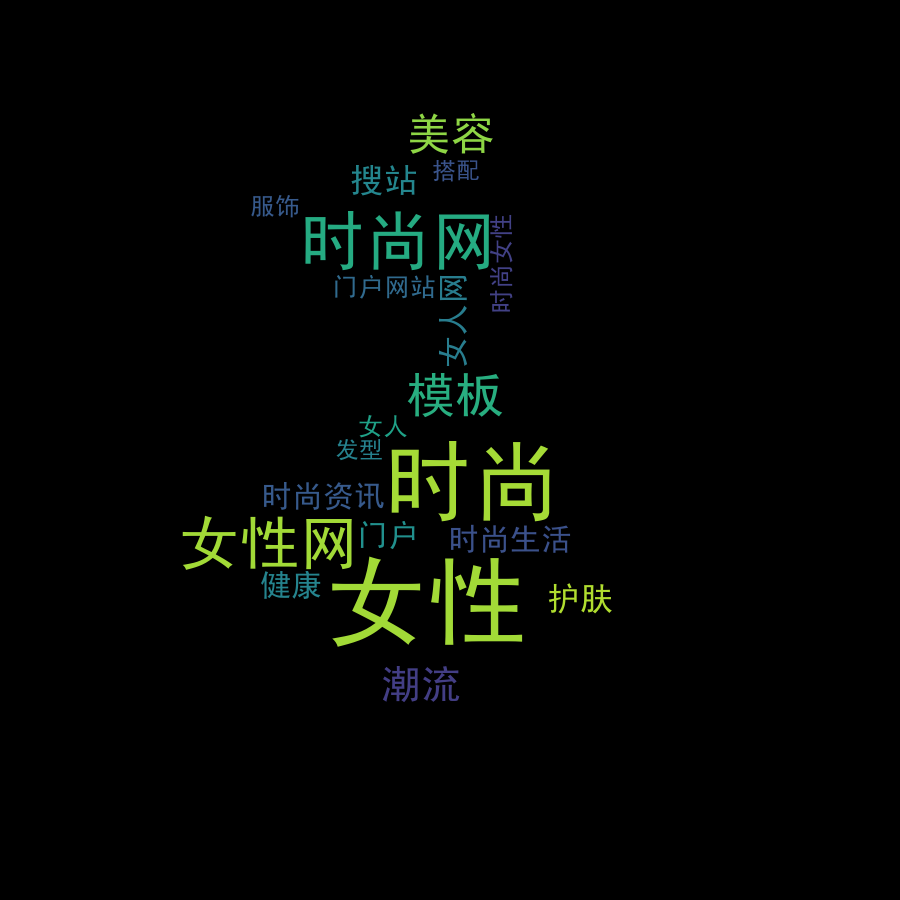 美容
搭配
搜站
服饰
时尚网
时尚女性
门户网站
女人网
模板
女人
发型
时尚
时尚资讯
女性网
门户
时尚生活
健康
女性
护肤
潮流